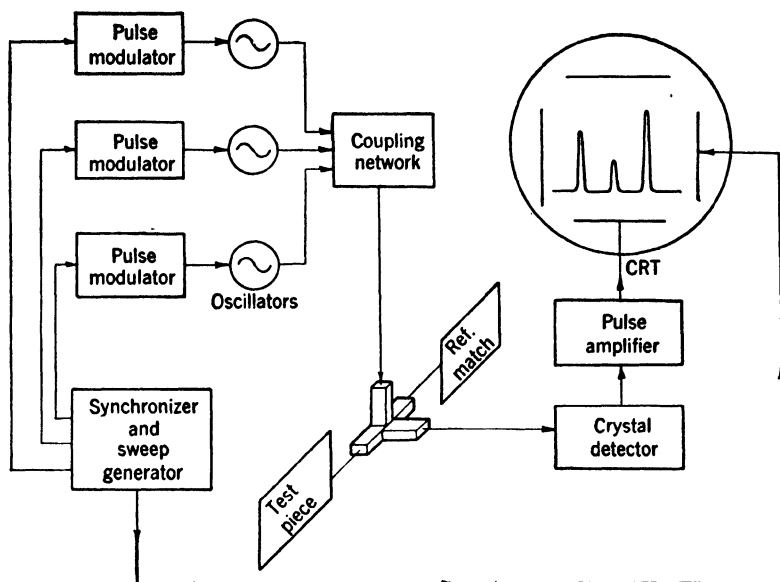 Pulse
modulator
Pulse
modulator
Coupling
network
Pulse
modulator
Oscillators
CRT
Pulse
amplifier
Ref.
match
Synchronizer
and
sweep
generator
Crystal
detector
Test
piece